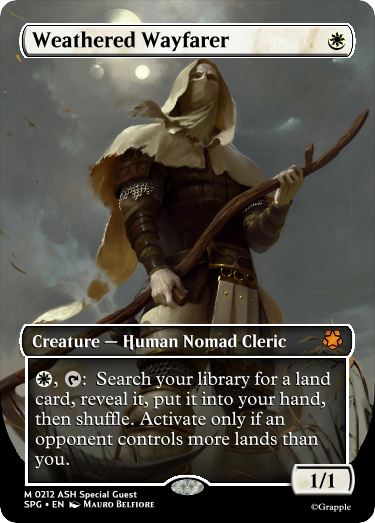 Weathered Wayfarer
Creature — Human Nomad Cleric
, : Search your library for a land
card, reveal it, put it into your hand,
then shuffle. Activate only if an
opponent controls more lands than
you.
1/1
M 0212 ASH Special Guest
SPG • EN Mauro Belfiore
©Grapple